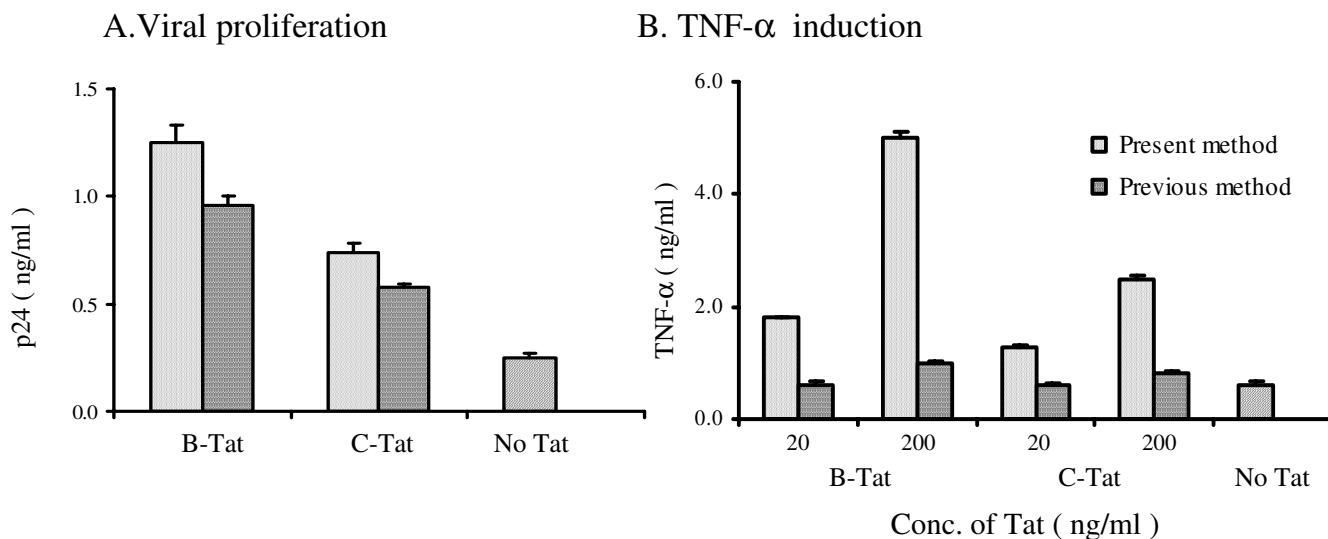 A.Viral proliferation
p24 ( ng/ml )
1.5
1.0
0.5
0.0
B-Tat C-Tat No Tat
B. TNF-α induction
TNF-α ( ng/ml )
6.0
4.0
2.0
0.0
Present method
Previous method
20 200 20 200
B-Tat C-Tat No Tat
Conc. of Tat ( ng/ml )